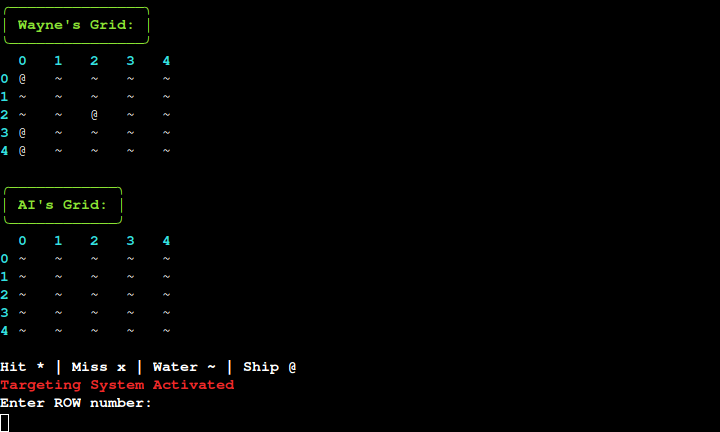 Wayne's Grid:
0 1 2 3 4
0 @ ~ ~ ~ ~
1 ~ ~ ~ ~ ~
2 ~ ~ @ ~ ~
3 @ ~ ~ ~ ~
4 @ ~ ~ ~ ~
AI's Grid:
0 1 2 3 4
0 ~ ~ ~ ~ ~
1 ~ ~ ~ ~ ~
2 ~ ~ ~ ~ ~
3 ~ ~ ~ ~ ~
4 ~ ~ ~ ~ ~
Hit * | Miss x | Water ~ | Ship @
Targeting System Activated
Enter ROW number: